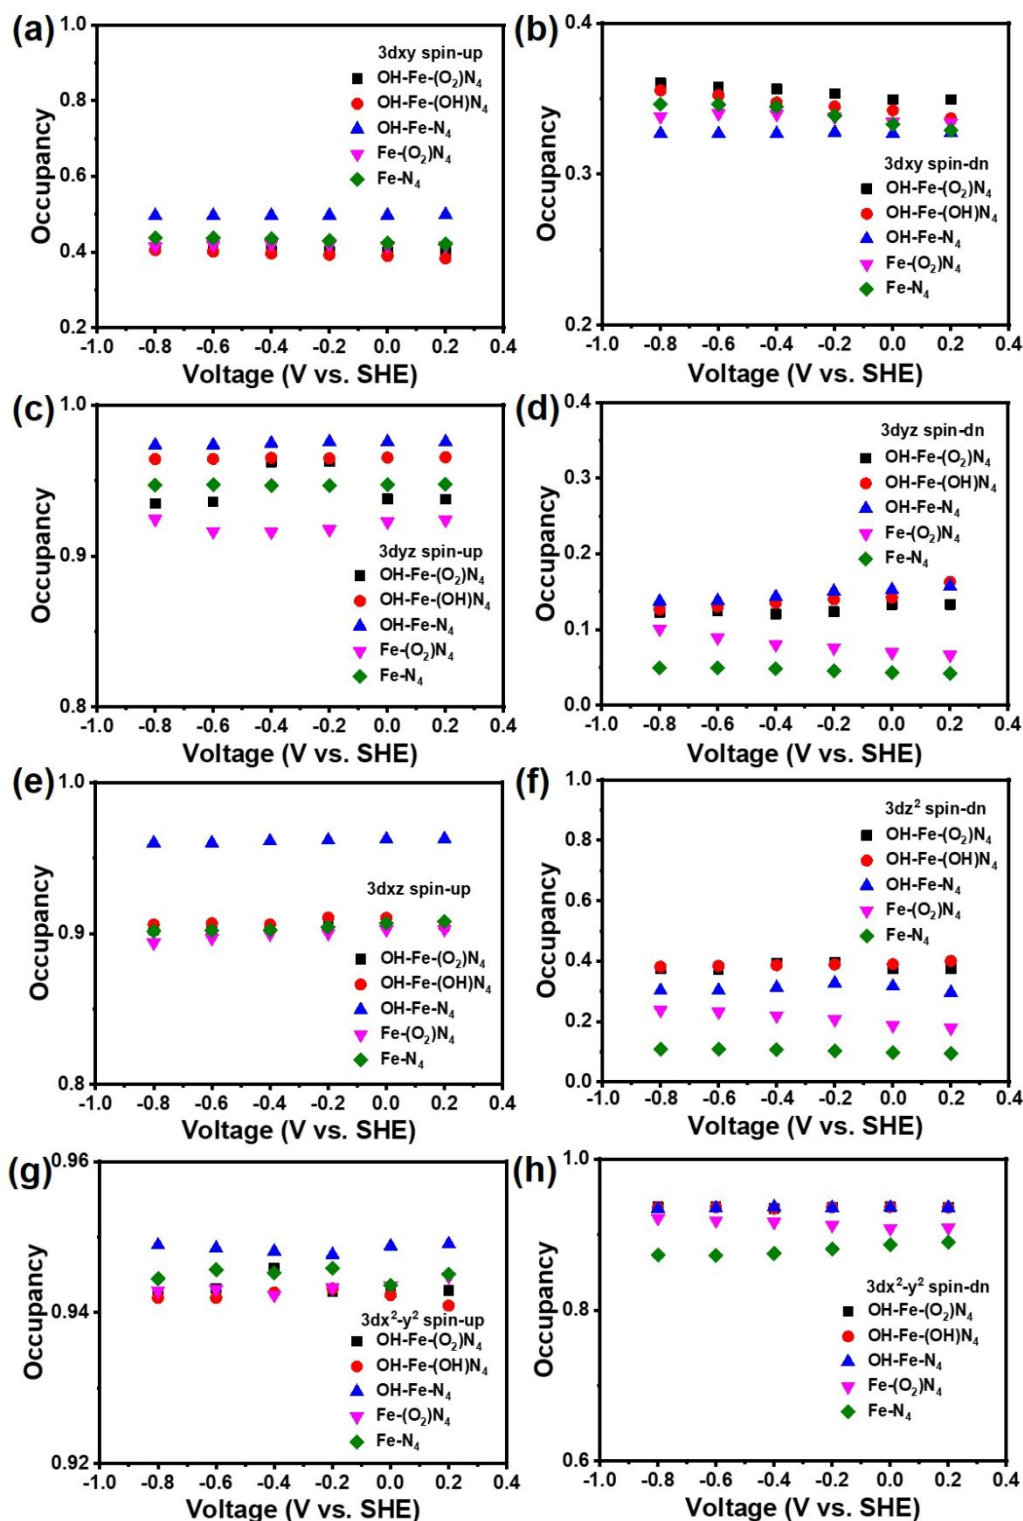 (a)
1.0
0.8
0.6
0.4
0.2
Occupancy
3dxy spin-up
OH-Fe-(O₂)N₄
OH-Fe-(OH)N₄
OH-Fe-N₄
Fe-(O₂)N₄
Fe-N₄
-1.0 -0.8 -0.6 -0.4 -0.2 0.0 0.2 0.4
Voltage (V vs. SHE)
(b)
0.4
0.3
0.2
Occupancy
3dxy spin-dn
OH-Fe-(O₂)N₄
OH-Fe-(OH)N₄
OH-Fe-N₄
Fe-(O₂)N₄
Fe-N₄
-1.0 -0.8 -0.6 -0.4 -0.2 0.0 0.2 0.4
Voltage (V vs. SHE)
(c)
1.0
0.9
0.8
Occupancy
3dyz spin-up
OH-Fe-(O₂)N₄
OH-Fe-(OH)N₄
OH-Fe-N₄
Fe-(O₂)N₄
Fe-N₄
-1.0 -0.8 -0.6 -0.4 -0.2 0.0 0.2 0.4
Voltage (V vs. SHE)
(d)
0.4
0.3
0.2
0.1
0.0
Occupancy
3dyz spin-dn
OH-Fe-(O₂)N₄
OH-Fe-(OH)N₄
OH-Fe-N₄
Fe-(O₂)N₄
Fe-N₄
-1.0 -0.8 -0.6 -0.4 -0.2 0.0 0.2 0.4
Voltage (V vs. SHE)
(e)
1.0
0.9
0.8
Occupancy
3dxz spin-up
OH-Fe-(O₂)N₄
OH-Fe-(OH)N₄
OH-Fe-N₄
Fe-(O₂)N₄
Fe-N₄
-1.0 -0.8 -0.6 -0.4 -0.2 0.0 0.2 0.4
Voltage (V vs. SHE)
(f)
1.0
0.8
0.6
0.4
0.2
0.0
Occupancy
3dz² spin-dn
OH-Fe-(O₂)N₄
OH-Fe-(OH)N₄
OH-Fe-N₄
Fe-(O₂)N₄
Fe-N₄
-1.0 -0.8 -0.6 -0.4 -0.2 0.0 0.2 0.4
Voltage (V vs. SHE)
(g)
0.96
0.94
0.92
Occupancy
3dx²-y² spin-up
OH-Fe-(O₂)N₄
OH-Fe-(OH)N₄
OH-Fe-N₄
Fe-(O₂)N₄
Fe-N₄
-1.0 -0.8 -0.6 -0.4 -0.2 0.0 0.2 0.4
Voltage (V vs. SHE)
(h)
1.0
0.8
0.6
Occupancy
3dx²-y² spin-dn
OH-Fe-(O₂)N₄
OH-Fe-(OH)N₄
OH-Fe-N₄
Fe-(O₂)N₄
Fe-N₄
-1.0 -0.8 -0.6 -0.4 -0.2 0.0 0.2 0.4
Voltage (V vs. SHE)